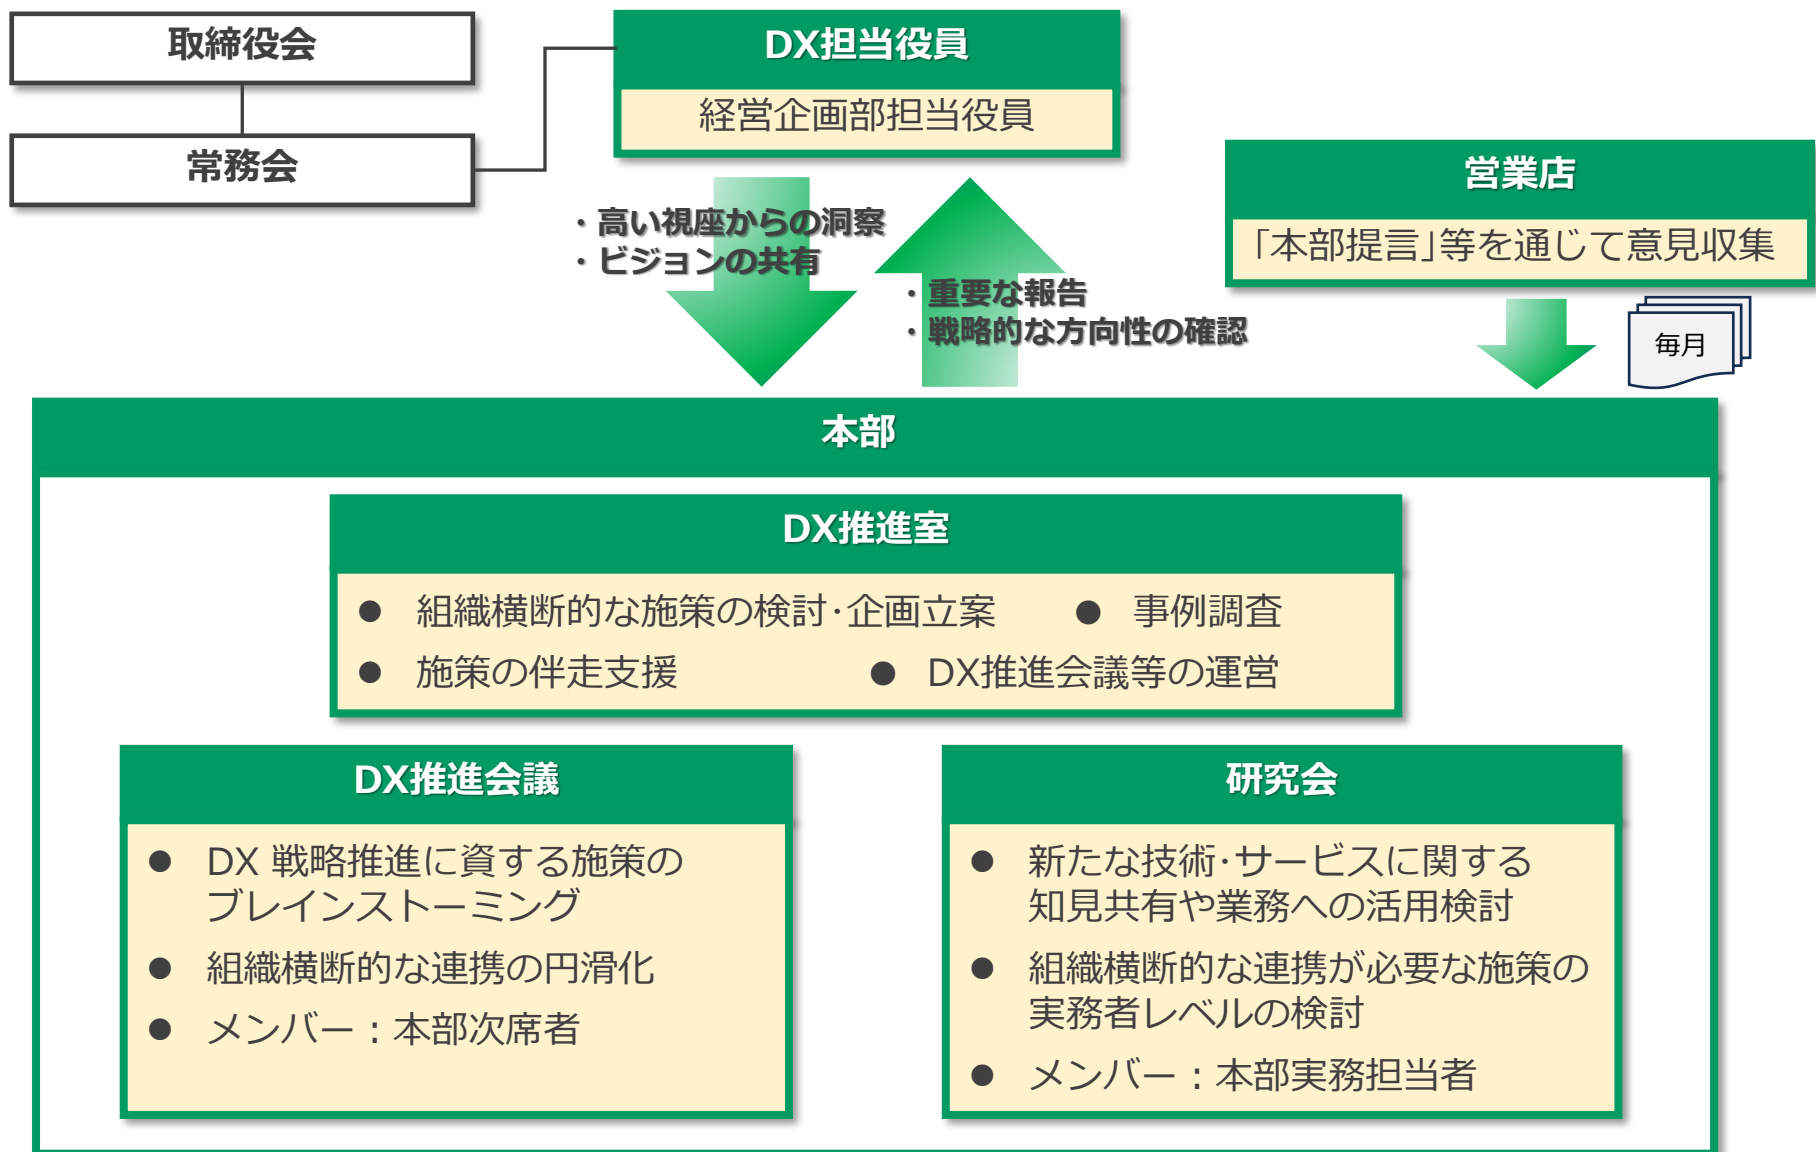 取締役会
常務会
DX担当役員
経営企画部担当役員
・高い視座からの洞察
・ビジョンの共有
・重要な報告
・戦略的な方向性の確認
営業店
「本部提言」等を通じて意見収集
毎月
本部
DX推進室
● 組織横断的な施策の検討･企画立案 ● 事例調査
● 施策の伴走支援 ● DX推進会議等の運営
DX推進会議
● DX 戦略推進に資する施策の
ブレインストーミング
● 組織横断的な連携の円滑化
● メンバー：本部次席者
研究会
● 新たな技術･サービスに関する
知見共有や業務への活用検討
● 組織横断的な連携が必要な施策の
実務者レベルの検討
● メンバー：本部実務担当者